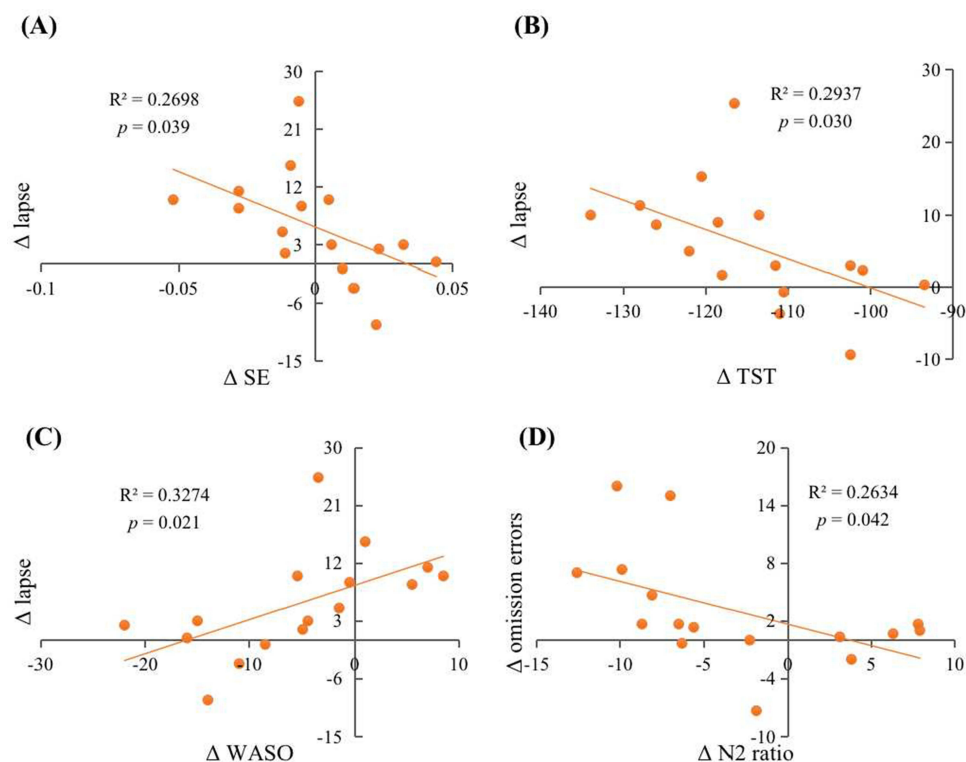 (A)
30
R² = 0.2698
p = 0.039
21
12
3
-0.1
-0.05
0
0.05
-6
-15
Δ lapse
Δ SE
(B)
30
R² = 0.2937
p = 0.030
20
10
0
-140
-130
-120
-110
-100
-90
-10
Δ lapse
Δ TST
(C)
30
R² = 0.3274
p = 0.021
21
12
3
-30
-20
-10
0
10
-6
-15
Δ lapse
Δ WASO
(D)
20
R² = 0.2634
p = 0.042
14
8
2
-15
-10
-5
0
5
10
-4
-10
Δ omission errors
Δ N2 ratio